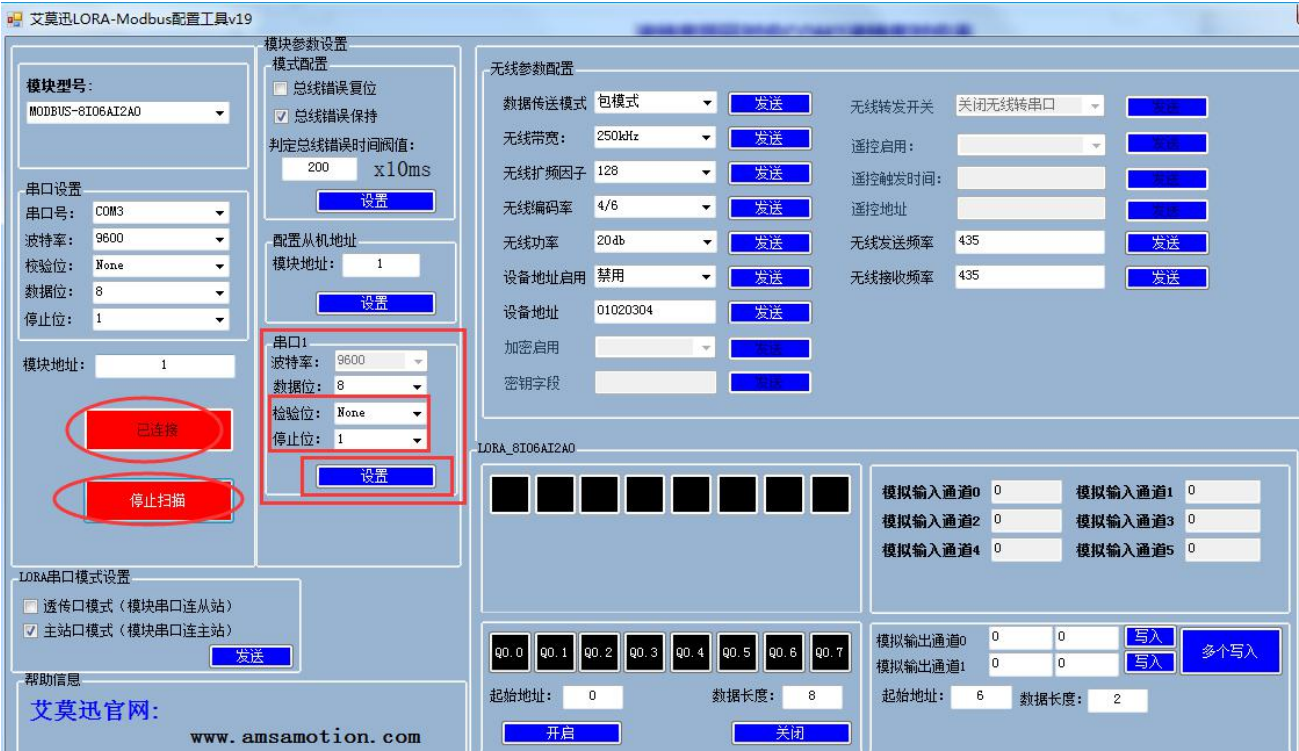 艾莫迅LORA-Modbus配置工具v19
模块型号:
MODBUS-8IO6AI2AO
串口设置
串口号: COM3
波特率: 9600
校验位: None
数据位: 8
停止位: 1
模块地址: 1
已连接
停止扫描
LORA串口模式设置
透传口模式（模块串口连从站）
主站口模式（模块串口连主站）
发送
帮助信息
艾莫迅官网:
www.amsamotion.com
模块参数设置
模式配置
总线错误复位
总线错误保持
判定总线错误时间阀值:
200 x10ms
设置
配置从机地址
模块地址: 1
设置
串口1
波特率: 9600
数据位: 8
检验位: None
停止位: 1
设置
无线参数配置
数据传送模式 包模式 发送
无线带宽: 250kHz 发送
无线扩频因子 128 发送
无线编码率 4/6 发送
无线功率 20db 发送
设备地址启用 禁用 发送
设备地址 01020304 发送
加密启用 发送
密钥字段 发送
无线转发开关 关闭无线转串口 发送
遥控启用: 发送
遥控触发时间: 发送
遥控地址 发送
无线发送频率 435 发送
无线接收频率 435 发送
LORA_8IO6AI2AO
模拟输入通道0 0 模拟输入通道1 0
模拟输入通道2 0 模拟输入通道3 0
模拟输入通道4 0 模拟输入通道5 0
Q0.0 Q0.1 Q0.2 Q0.3 Q0.4 Q0.5 Q0.6 Q0.7
起始地址: 0 数据长度: 8
开启 关闭
模拟输出通道0 0 0 写入
模拟输出通道1 0 0 写入
多个写入
起始地址: 6 数据长度: 2